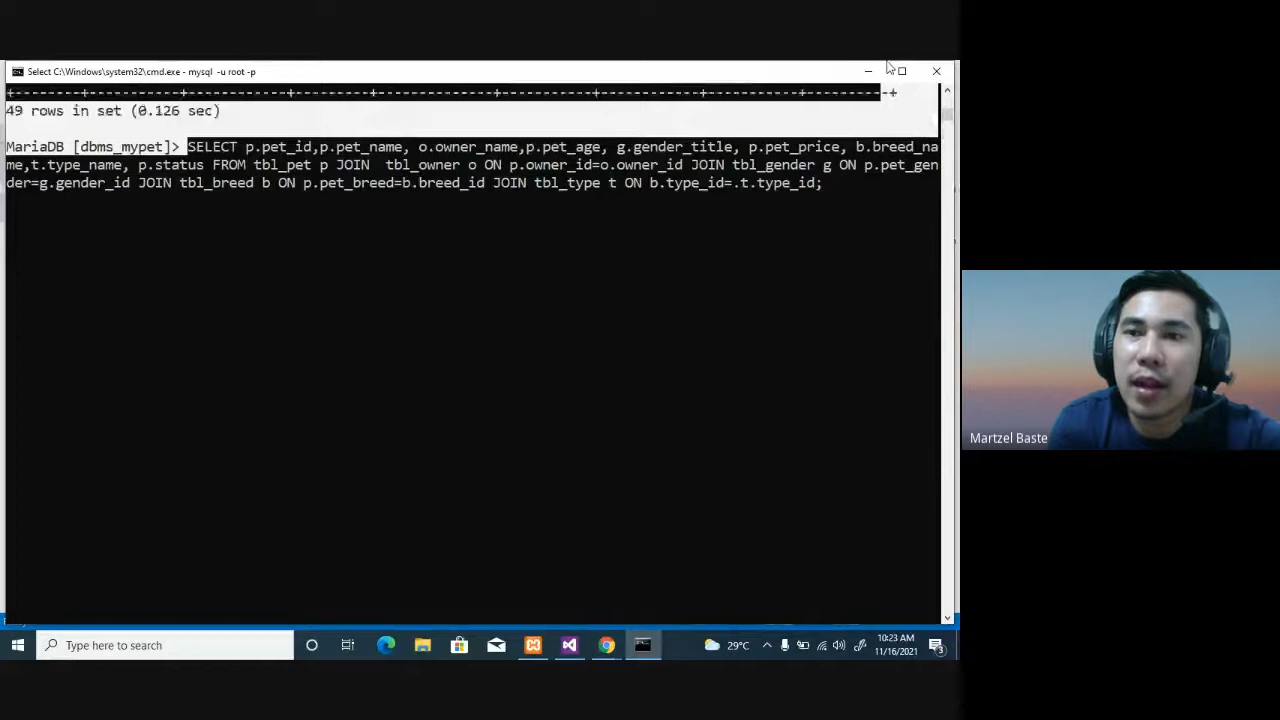 Select C:\Windows\system32\cmd.exe - mysql -u root -p
49 rows in set (0.126 sec)
MariaDB [dbms_mypet]> SELECT p.pet_id,p.pet_name, o.owner_name,p.pet_age, g.gender_title, p.pet_price, b.breed_na
me,t.type_name, p.status FROM tbl_pet p JOIN  tbl_owner o ON p.owner_id=o.owner_id JOIN tbl_gender g ON p.pet_gen
der=g.gender_id JOIN tbl_breed b ON p.pet_breed=b.breed_id JOIN tbl_type t ON b.type_id=.t.type_id;
Martzel Baste
Type here to search
29°C
10:23 AM
11/16/2021
3